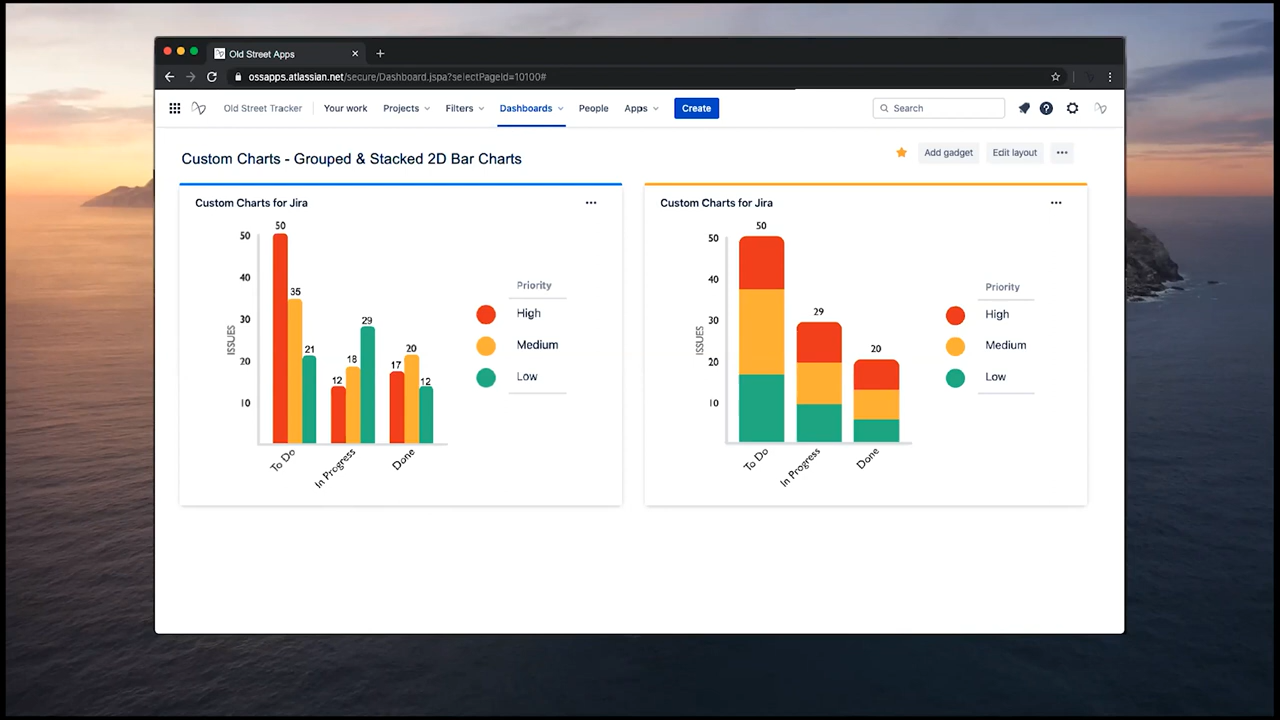 Old Street Apps
ossapps.atlassian.net/secure/Dashboard.jspa?selectPageId=10100#
Old Street Tracker Your work Projects Filters Dashboards People Apps Create Search
Custom Charts - Grouped & Stacked 2D Bar Charts
Add gadget Edit layout
Custom Charts for Jira
50
50
40
30
20
10
ISSUES
35
21
12
18
29
17
20
12
To Do
In Progress
Done
Priority
High
Medium
Low
Custom Charts for Jira
50
50
40
30
20
10
ISSUES
29
20
To Do
In Progress
Done
Priority
High
Medium
Low